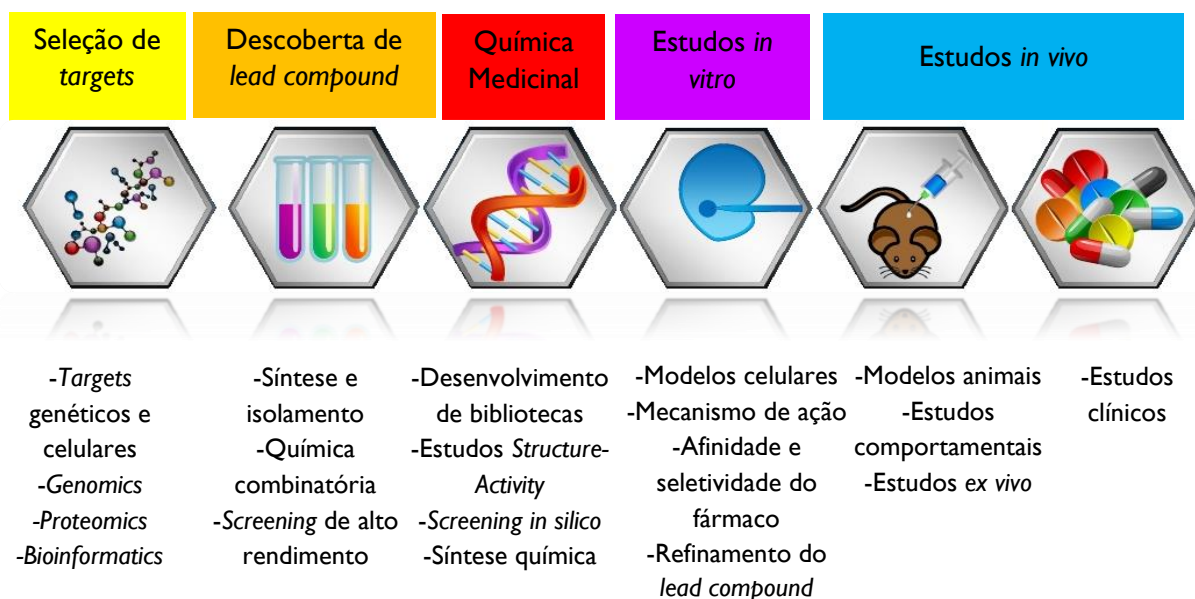 Seleção de
targets
Descoberta de
lead compound
Química
Medicinal
Estudos in
vitro
Estudos in vivo
-Targets
genéticos e
celulares
-Genomics
-Proteomics
-Bioinformatics
-Síntese e
isolamento
-Química
combinatória
-Screening de alto
rendimento
-Desenvolvimento
de bibliotecas
-Estudos Structure-
Activity
-Screening in silico
-Síntese química
-Modelos celulares
-Mecanismo de ação
-Afinidade e
seletividade do
fármaco
-Refinamento do
lead compound
-Modelos animais
-Estudos
comportamentais
-Estudos ex vivo
-Estudos
clínicos